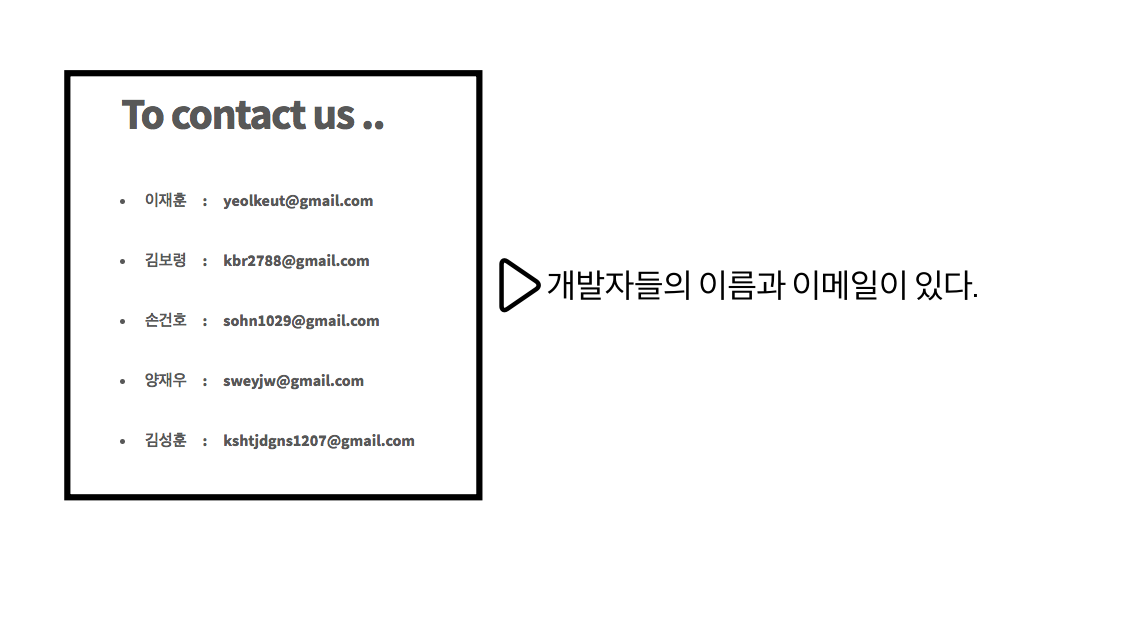 To contact us ..
• 이재훈 : yeolkeut@gmail.com
• 김보령 : kbr2788@gmail.com
• 손건호 : sohn1029@gmail.com
• 양재우 : sweyjw@gmail.com
• 김성훈 : kshtjdgns1207@gmail.com
개발자들의 이름과 이메일이 있다.